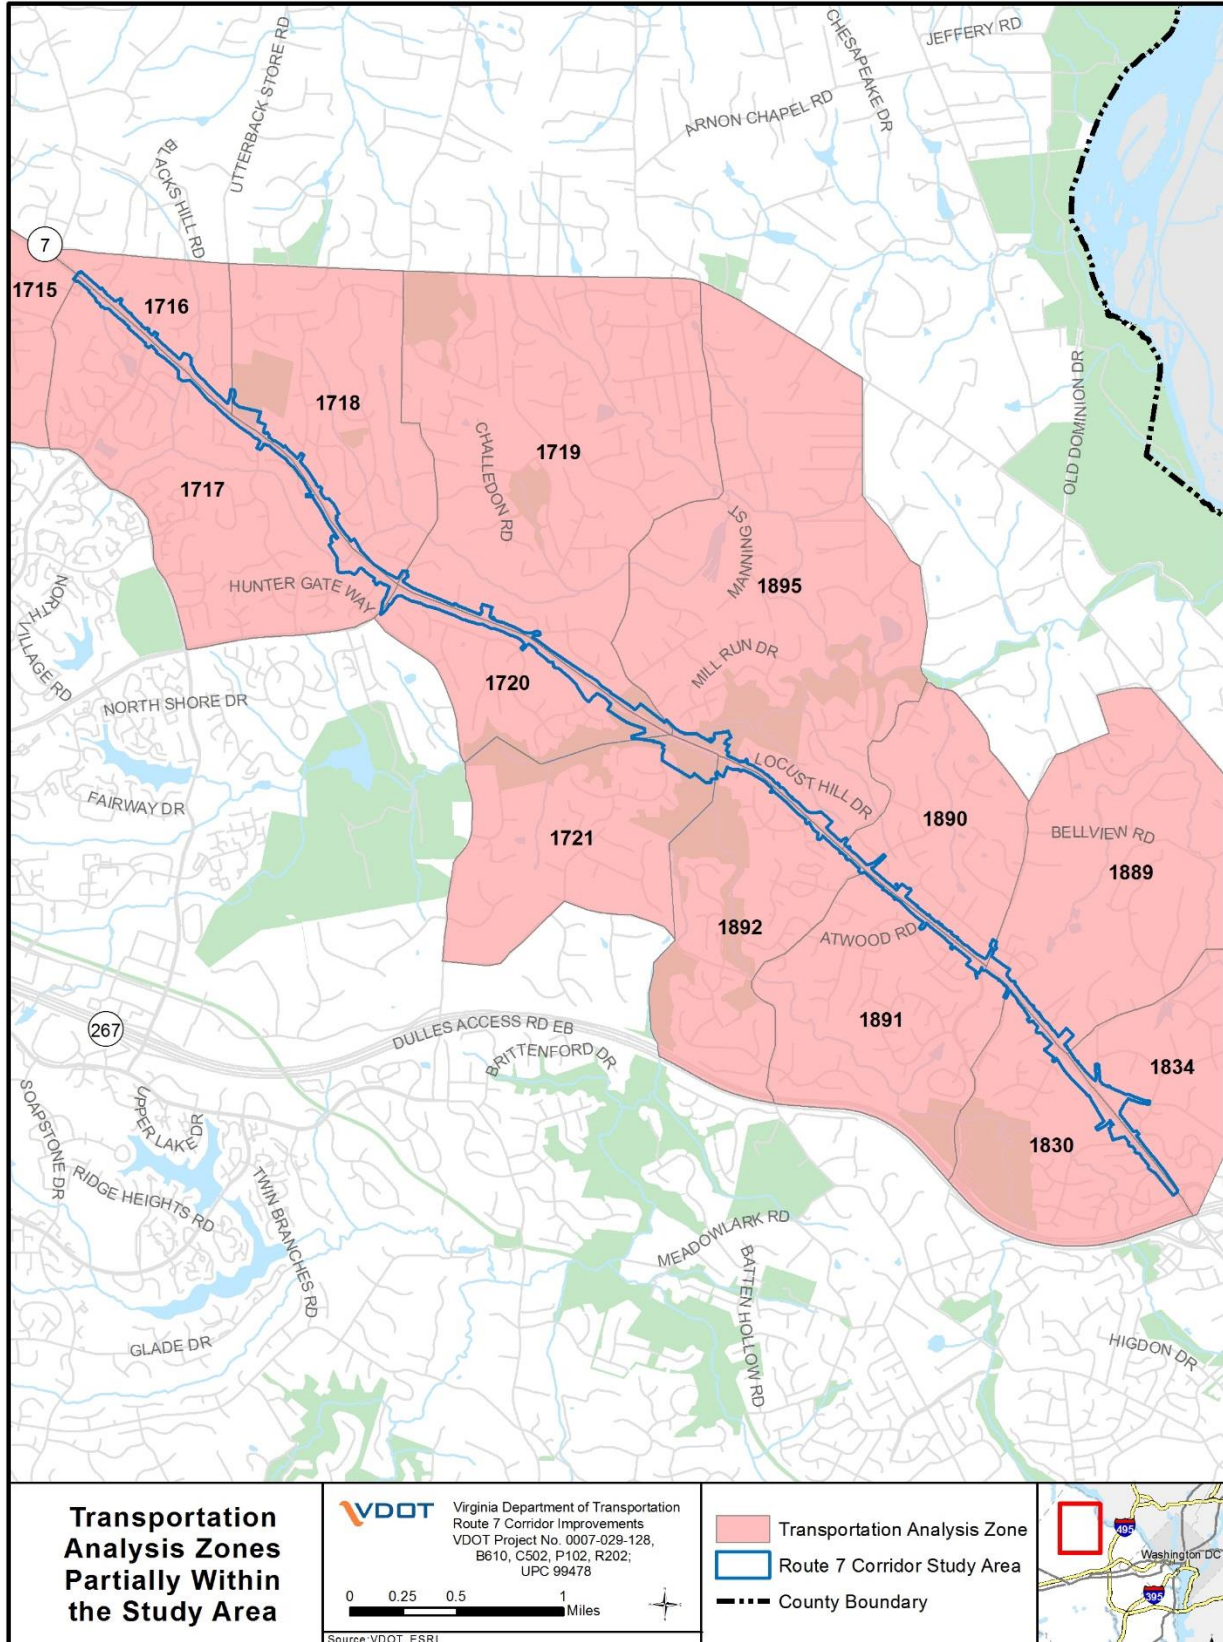 JEFFERY RD
CHESAPEAKE DR
ARNON CHAPEL RD
UTTERBACK STORE RD
BLACKS HILL RD
7
1715
1716
1718
1719
1717
CHALLEDON RD
MANNING ST
1895
OLD DOMINION DR
HUNTER GATE WAY
NORTH VILLAGE RD
MILL RUN DR
1720
NORTH SHORE DR
LOCUST HILL DR
FAIRWAY DR
1721
1890
BELLVIEW RD
1889
1892
ATWOOD RD
1891
267
DULLES ACCESS RD EB
BRITTENFORD DR
1834
SOAPSTONE DR
UPPER LAKE DR
1830
RIDGE HEIGHTS RD
TWIN BRANCHES RD
MEADOWLARK RD
BATTEN HOLLOW RD
GLADE DR
HIGDON DR
Transportation
Analysis Zones
Partially Within
the Study Area
VDOT
Virginia Department of Transportation
Route 7 Corridor Improvements
VDOT Project No. 0007-029-128,
B610, C502, P102, R202;
UPC 99478
0 0.25 0.5 1
Miles
Source:VDOT, ESRI
Transportation Analysis Zone
Route 7 Corridor Study Area
County Boundary
495
Washington DC
395